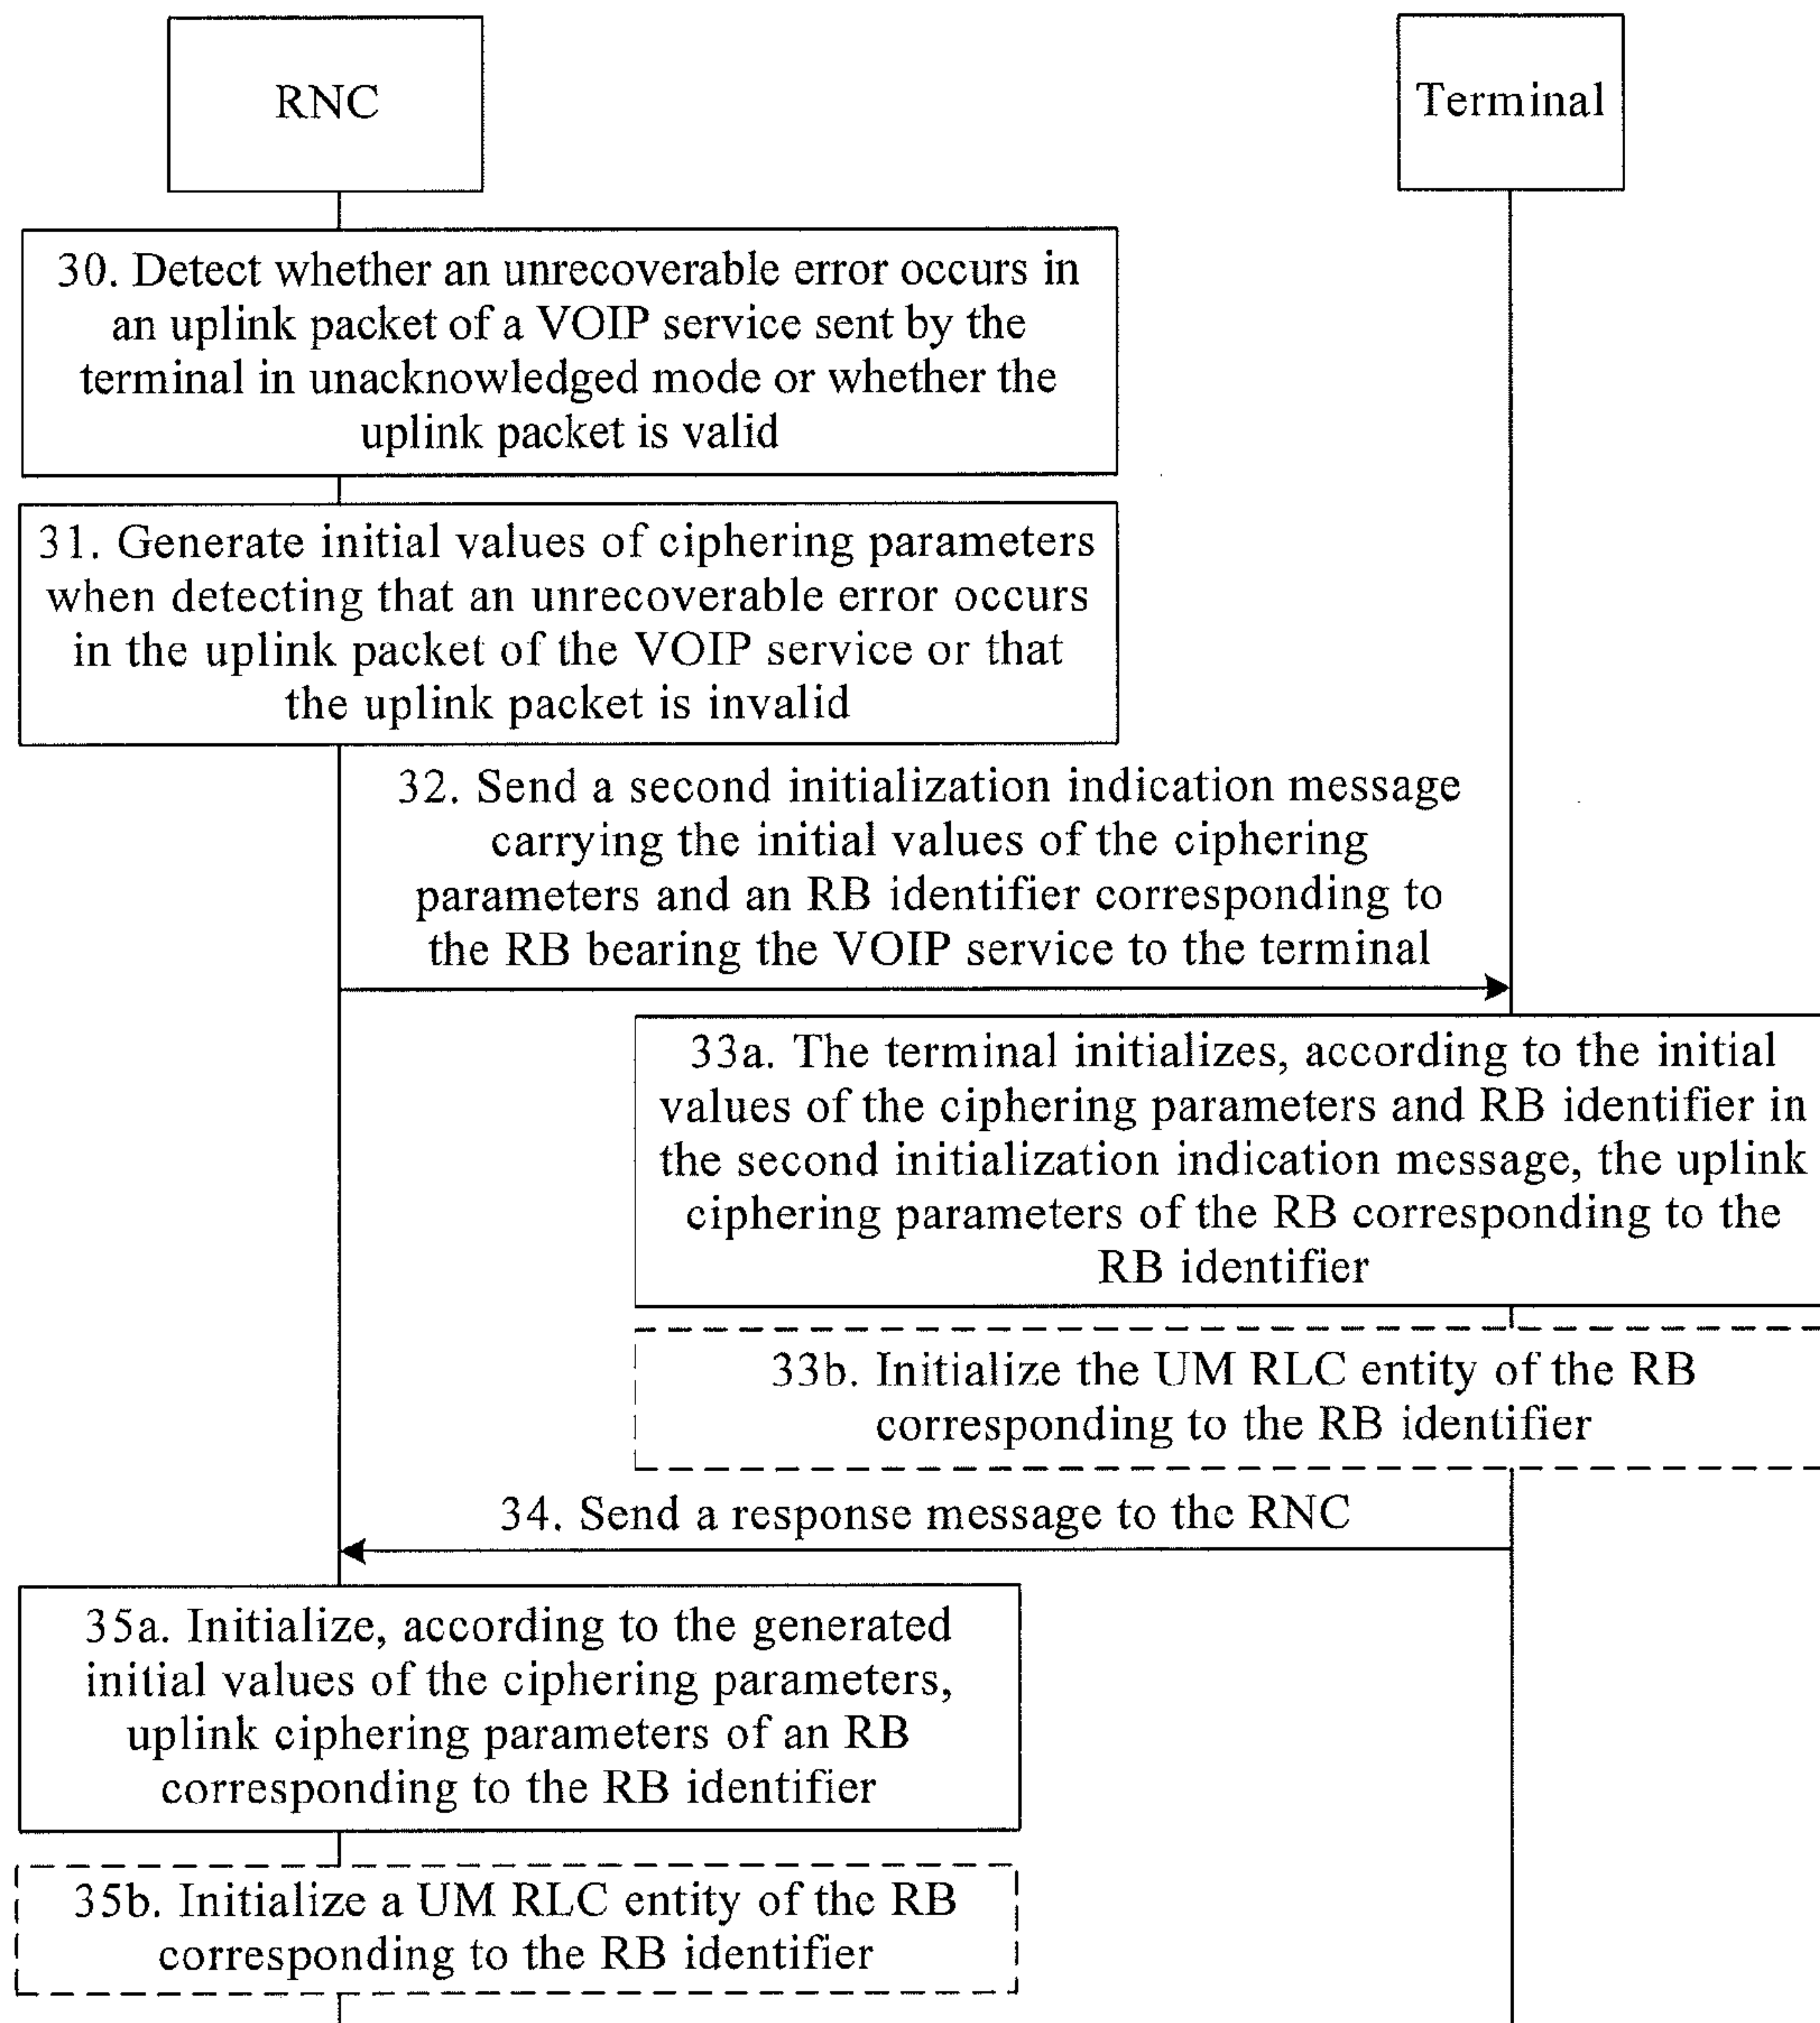 RNC
Terminal
30. Detect whether an unrecoverable error occurs in
an uplink packet of a VOIP service sent by the
terminal in unacknowledged mode or whether the
uplink packet is valid
31. Generate initial values of ciphering parameters
when detecting that an unrecoverable error occurs
in the uplink packet of the VOIP service or that
the uplink packet is invalid
32. Send a second initialization indication message
carrying the initial values of the ciphering
parameters and an RB identifier corresponding to
the RB bearing the VOIP service to the terminal
33a. The terminal initializes, according to the initial
values of the ciphering parameters and RB identifier in
the second initialization indication message, the uplink
ciphering parameters of the RB corresponding to the
RB identifier
33b. Initialize the UM RLC entity of the RB
corresponding to the RB identifier
34. Send a response message to the RNC
35a. Initialize, according to the generated
initial values of the ciphering parameters,
uplink ciphering parameters of an RB
corresponding to the RB identifier
35b. Initialize a UM RLC entity of the RB
corresponding to the RB identifier